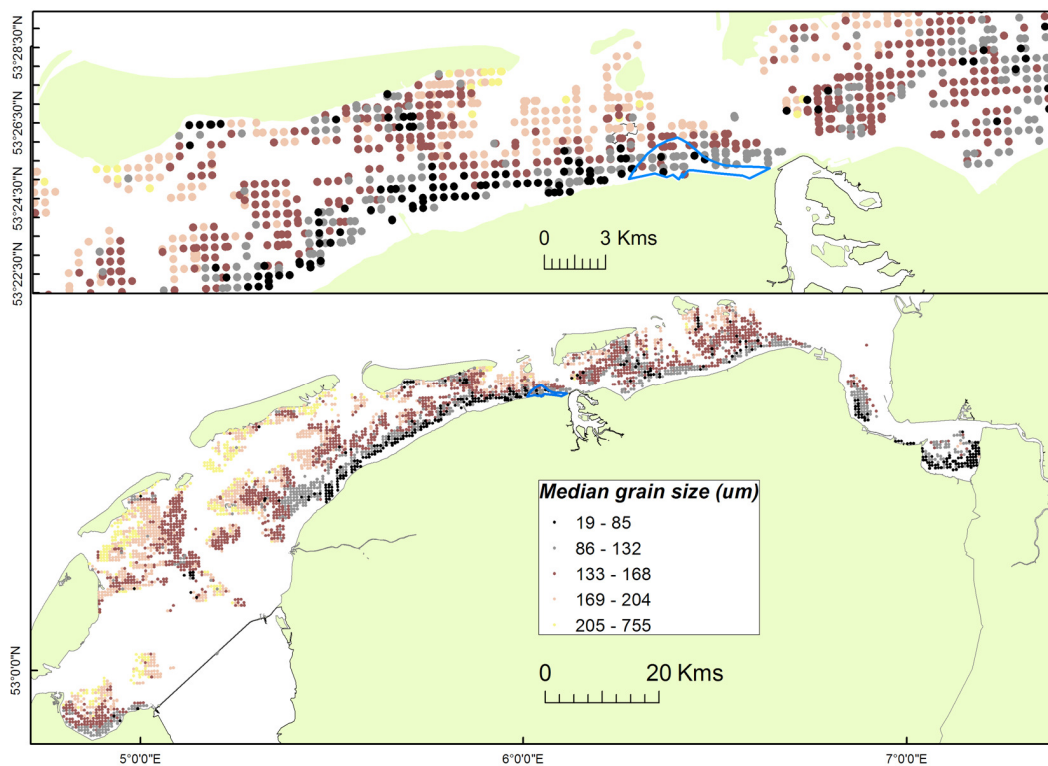 53°28'30"N
53°26'30"N
53°24'30"N
53°22'30"N
0 3 Kms
Median grain size (um)
19 - 85
86 - 132
133 - 168
169 - 204
205 - 755
0 20 Kms
53°0'0"N
5°0'0"E
6°0'0"E
7°0'0"E